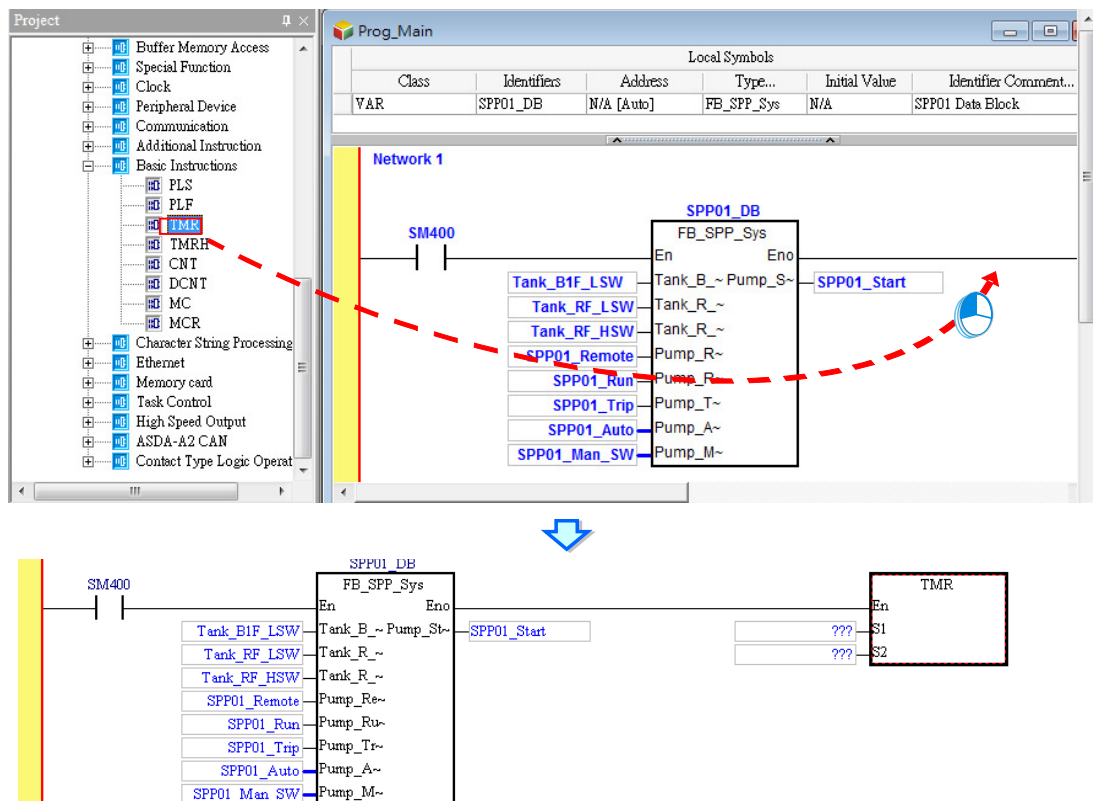 Project
Buffer Memory Access
Special Function
Clock
Peripheral Device
Communication
Additional Instruction
Basic Instructions
PLS
PLF
TMR
TMRH
CNT
DCNT
MC
MCR
Character String Processing
Ethernet
Memory card
Task Control
High Speed Output
ASDA-A2 CAN
Contact Type Logic Operat
Prog_Main
Local Symbols
Class Identifiers Address Type... Initial Value Identifier Comment...
VAR SPP01_DB N/A [Auto] FB_SPP_Sys N/A SPP01 Data Block
Network 1
SPP01_DB
SM400 FB_SPP_Sys
En Eno
Tank_B1F_LSW Tank_B_~ Pump_S~ SPP01_Start
Tank_RF_LSW Tank_R_~
Tank_RF_HSW Tank_R_~
SPP01_Remote Pump_R~
SPP01_Run Pump_R~
SPP01_Trip Pump_T~
SPP01_Auto Pump_A~
SPP01_Man_SW Pump_M~
SPP01_DB
SM400 FB_SPP_Sys TMR
En Eno En
Tank_B1F_LSW Tank_B_~ Pump_St~ SPP01_Start ??? S1
Tank_RF_LSW Tank_R_~ ??? S2
Tank_RF_HSW Tank_R_~
SPP01_Remote Pump_Re~
SPP01_Run Pump_Ru~
SPP01_Trip Pump_Tr~
SPP01_Auto Pump_A~
SPP01_Man_SW Pump_M~